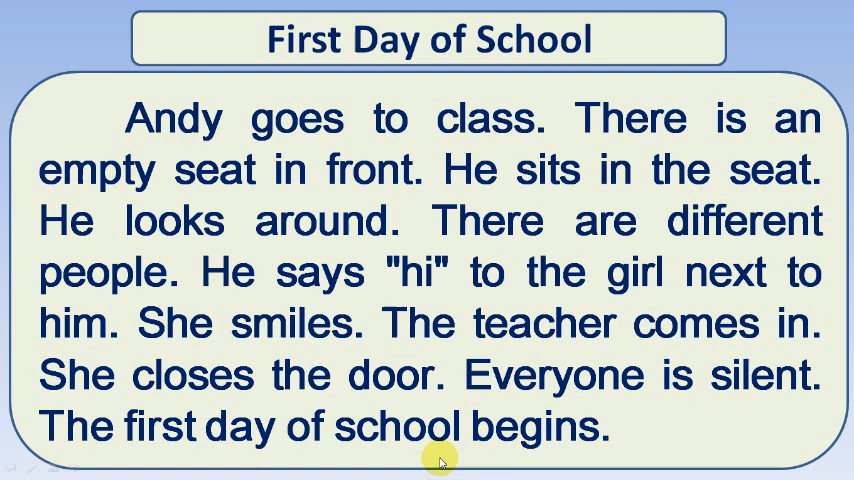 First Day of School
Andy goes to class. There is an
empty seat in front. He sits in the seat.
He looks around. There are different
people. He says "hi" to the girl next to
him. She smiles. The teacher comes in.
She closes the door. Everyone is silent.
The first day of school begins.